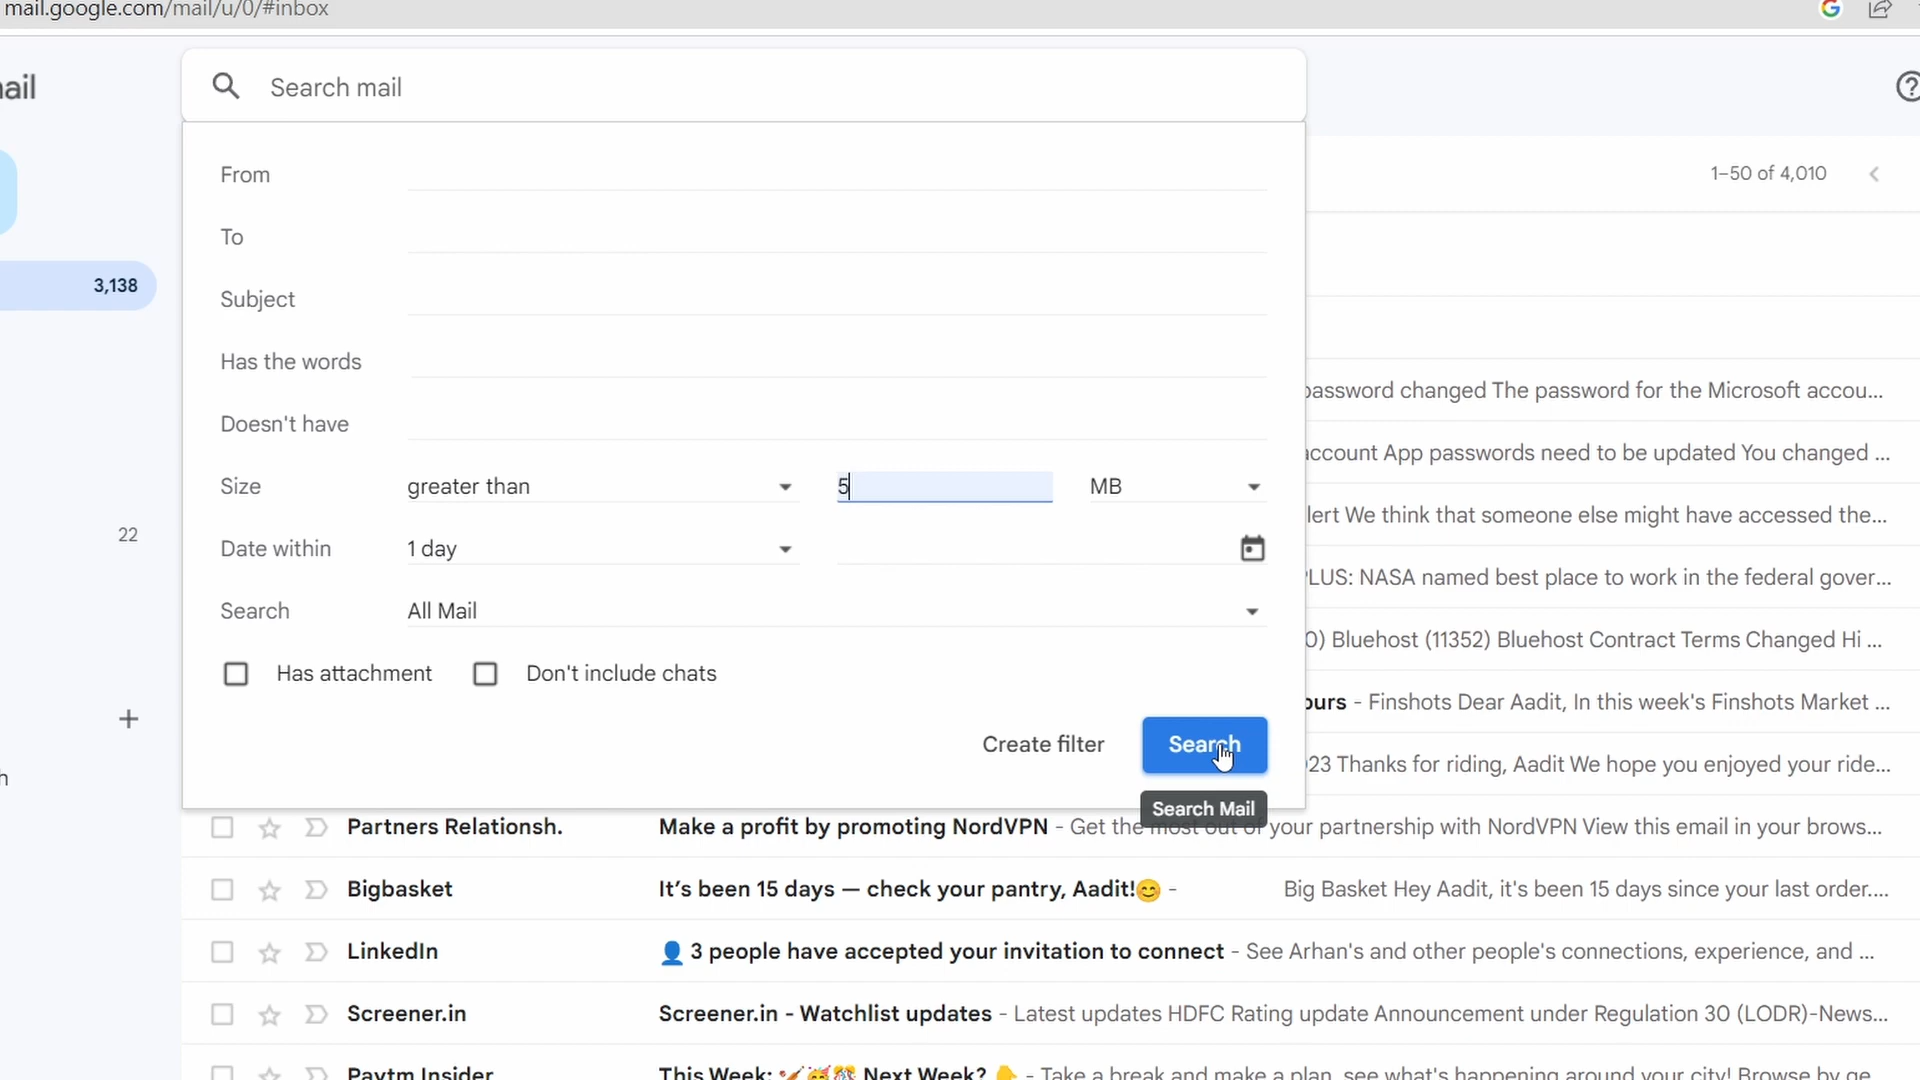 mail.google.com/mail/u/0/#inbox
ail
Search mail
From
1–50 of 4,010
To
3,138
Subject
Has the words
password changed The password for the Microsoft accou...
Doesn't have
account App passwords need to be updated You changed ...
Size greater than 5 MB
lert We think that someone else might have accessed the...
22
Date within 1 day
PLUS: NASA named best place to work in the federal gover...
Search All Mail
O) Bluehost (11352) Bluehost Contract Terms Changed Hi ...
Has attachment Don't include chats
ours - Finshots Dear Aadit, In this week's Finshots Market ...
Create filter Search
23 Thanks for riding, Aadit We hope you enjoyed your ride...
h
Search Mail
Partners Relationsh. Make a profit by promoting NordVPN - Get the most out of your partnership with NordVPN View this email in your brows...
Bigbasket It's been 15 days — check your pantry, Aadit!😊 - Big Basket Hey Aadit, it's been 15 days since your last order....
LinkedIn 👤 3 people have accepted your invitation to connect - See Arhan's and other people's connections, experience, and ...
Screener.in Screener.in - Watchlist updates - Latest updates HDFC Rating update Announcement under Regulation 30 (LODR)-News...
Paytm Insider This Week: 🏏🥳🎊 Next Week? 👇 - Take a break and make a plan, see what's happening around your city! Browse by ge...